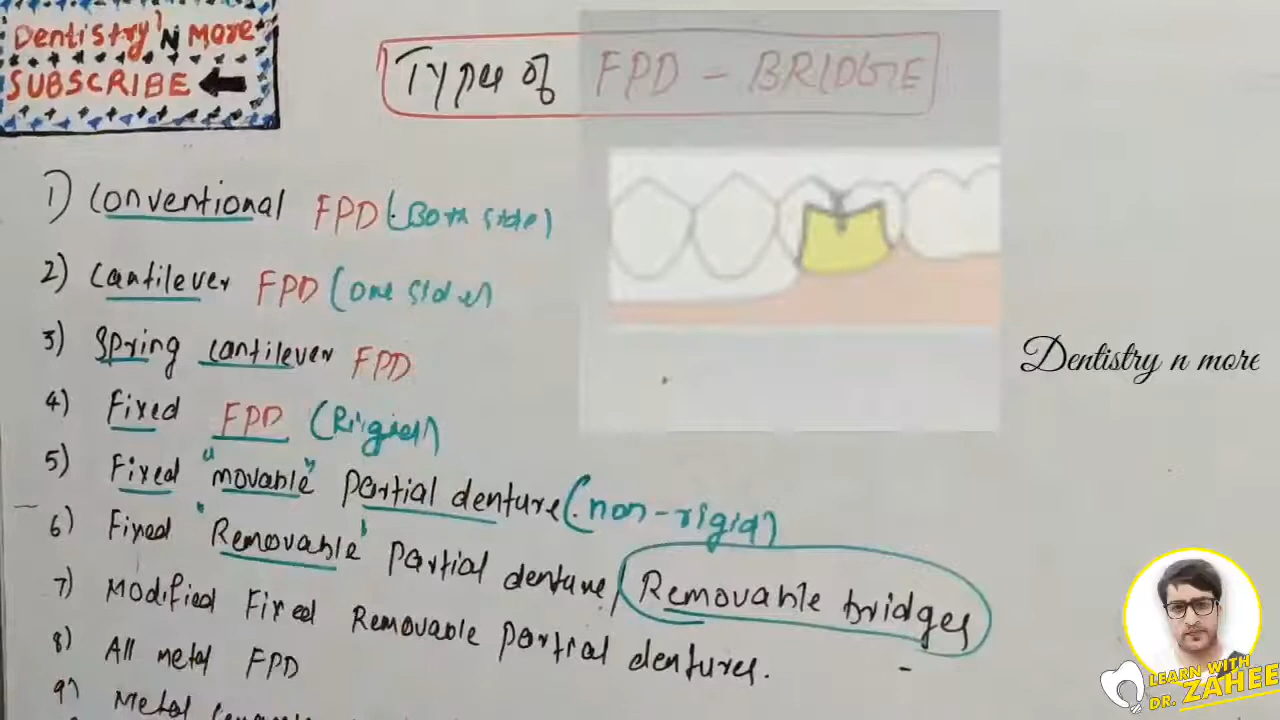 Dentistry 'N More
SUBSCRIBE
Types of FPD - BRIDGE
1) Conventional FPD (Both side)
2) Cantilever FPD (one side)
3) Spring cantilever FPD
4) Fixed FPD (Rigid)
5) Fixed "movable" partial denture (non-rigid)
6) Fixed "Removable" partial denture, Removable bridges
7) Modified Fixed Removable partial dentures.
8) All metal FPD
9) Metal
Dentistry n more
LEARN WITH
DR. ZAHEE